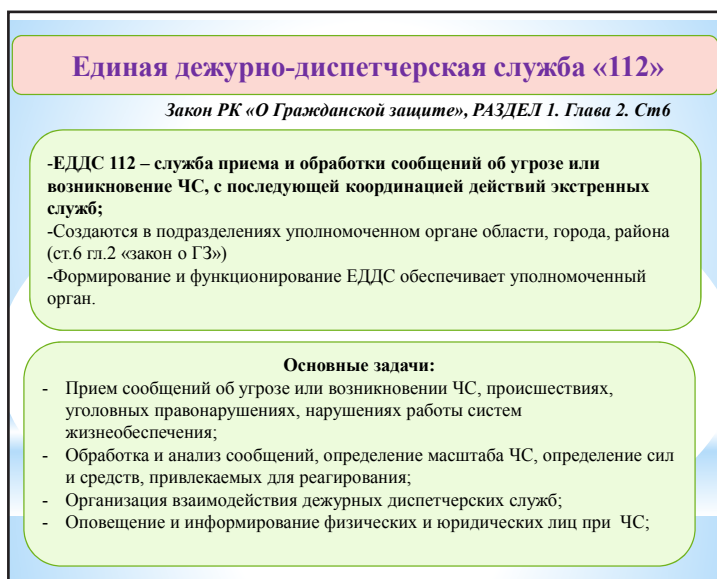 Единая дежурно-диспетчерская служба «112»
Закон РК «О Гражданской защите», РАЗДЕЛ 1. Глава 2. Ст6
-ЕДДС 112 – служба приема и обработки сообщений об угрозе или
возникновение ЧС, с последующей координацией действий экстренных
служб;
-Создаются в подразделениях уполномоченном органе области, города, района
(ст.6 гл.2 «закон о ГЗ»)
-Формирование и функционирование ЕДДС обеспечивает уполномоченный
орган.
Основные задачи:
- Прием сообщений об угрозе или возникновении ЧС, происшествиях,
уголовных правонарушениях, нарушениях работы систем
жизнеобеспечения;
- Обработка и анализ сообщений, определение масштаба ЧС, определение сил
и средств, привлекаемых для реагирования;
- Организация взаимодействия дежурных диспетчерских служб;
- Оповещение и информирование физических и юридических лиц при ЧС;